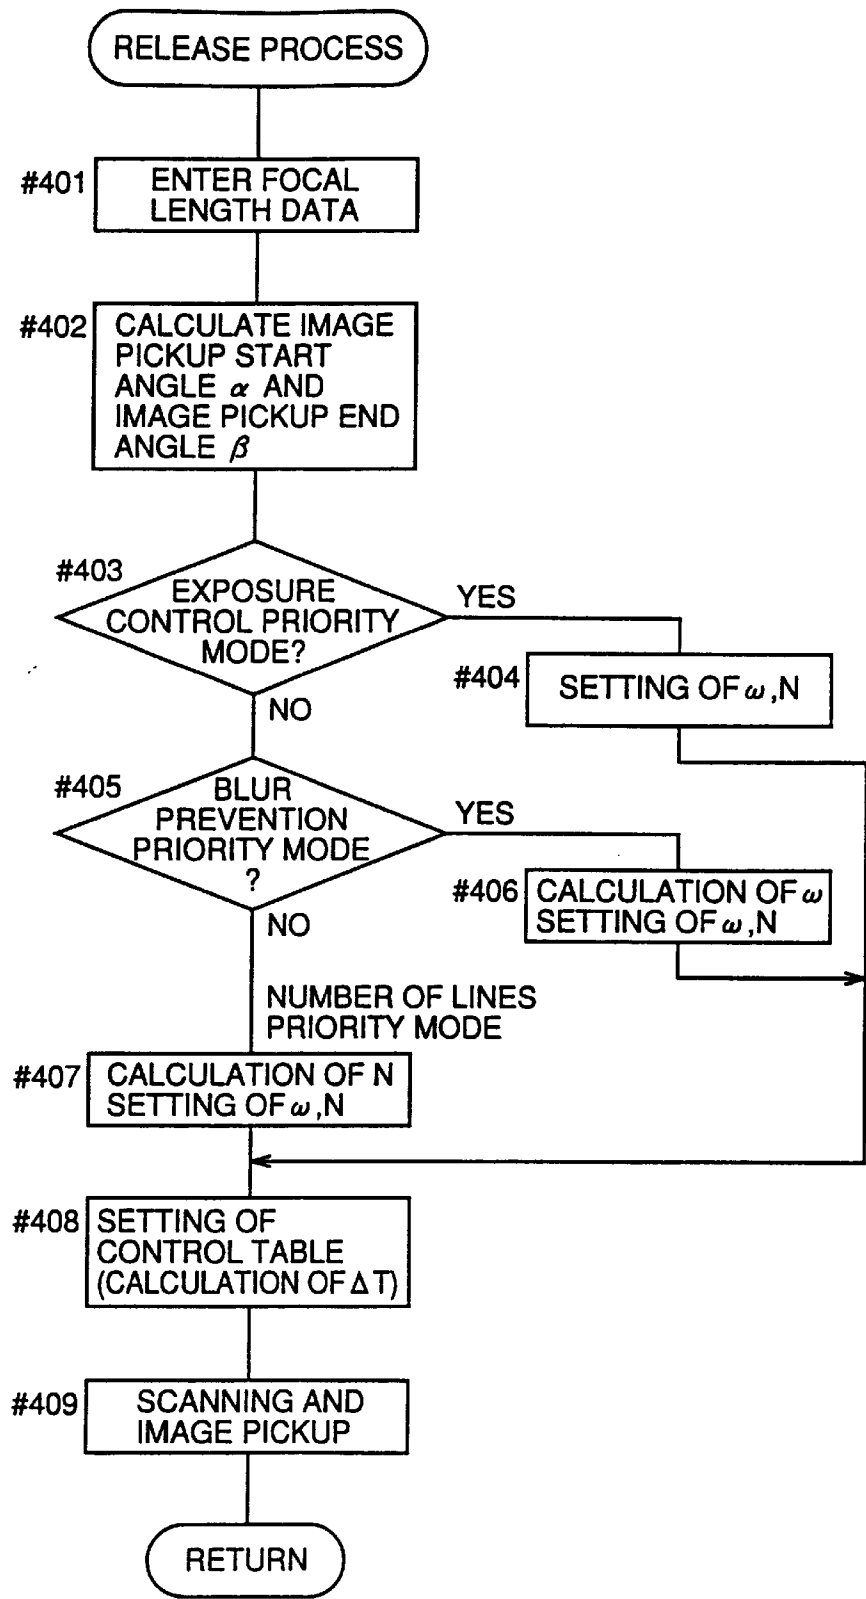 RELEASE PROCESS
#401
ENTER FOCAL
LENGTH DATA
#402
CALCULATE IMAGE
PICKUP START
ANGLE α AND
IMAGE PICKUP END
ANGLE β
#403
EXPOSURE
CONTROL PRIORITY
MODE?
YES
NO
#404
SETTING OF ω,N
#405
BLUR
PREVENTION
PRIORITY MODE
?
YES
NO
#406
CALCULATION OF ω
SETTING OF ω,N
NUMBER OF LINES
PRIORITY MODE
#407
CALCULATION OF N
SETTING OF ω,N
#408
SETTING OF
CONTROL TABLE
(CALCULATION OF ΔT)
#409
SCANNING AND
IMAGE PICKUP
RETURN